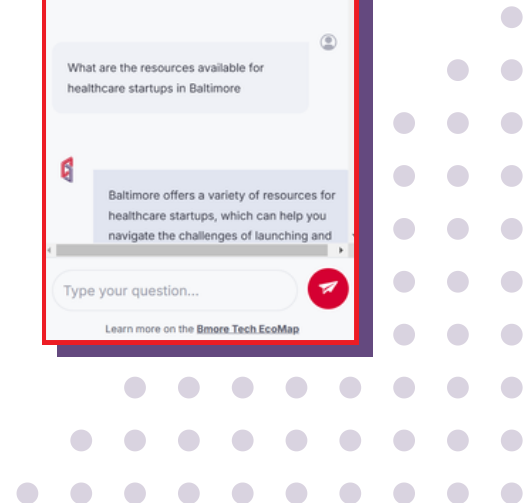 What are the resources available for
healthcare startups in Baltimore
Baltimore offers a variety of resources for
healthcare startups, which can help you
navigate the challenges of launching and
Type your question...
Learn more on the Bmore Tech EcoMap